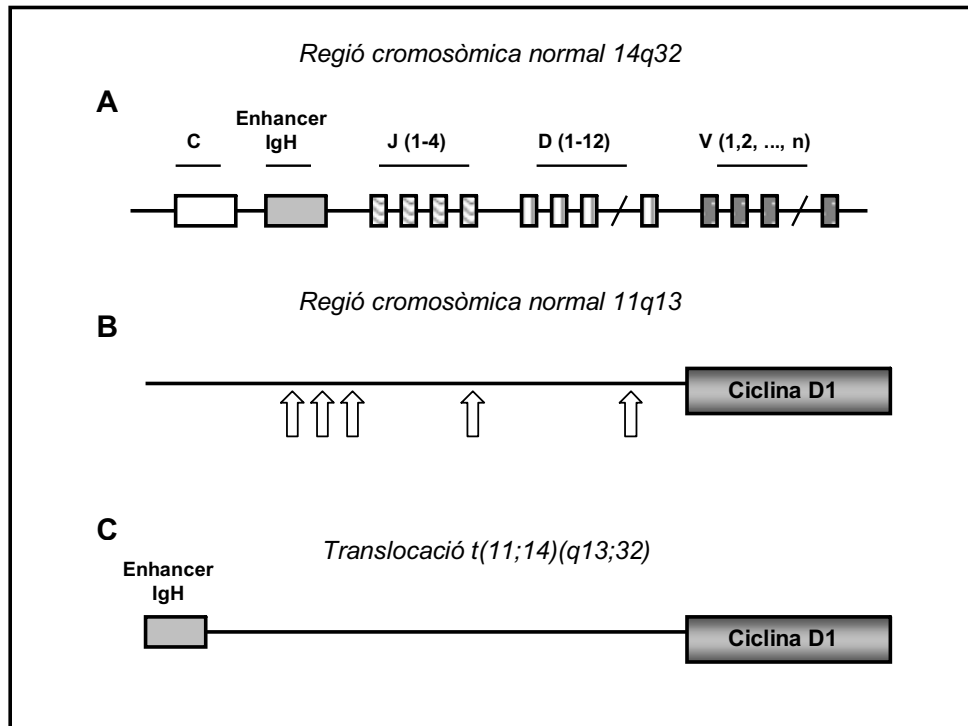 Regió cromosòmica normal 14q32
A
Enhancer
C IgH J (1-4) D (1-12) V (1,2, ..., n)
Regió cromosòmica normal 11q13
B
Ciclina D1
C
Translocació t(11;14)(q13;32)
Enhancer
IgH
Ciclina D1